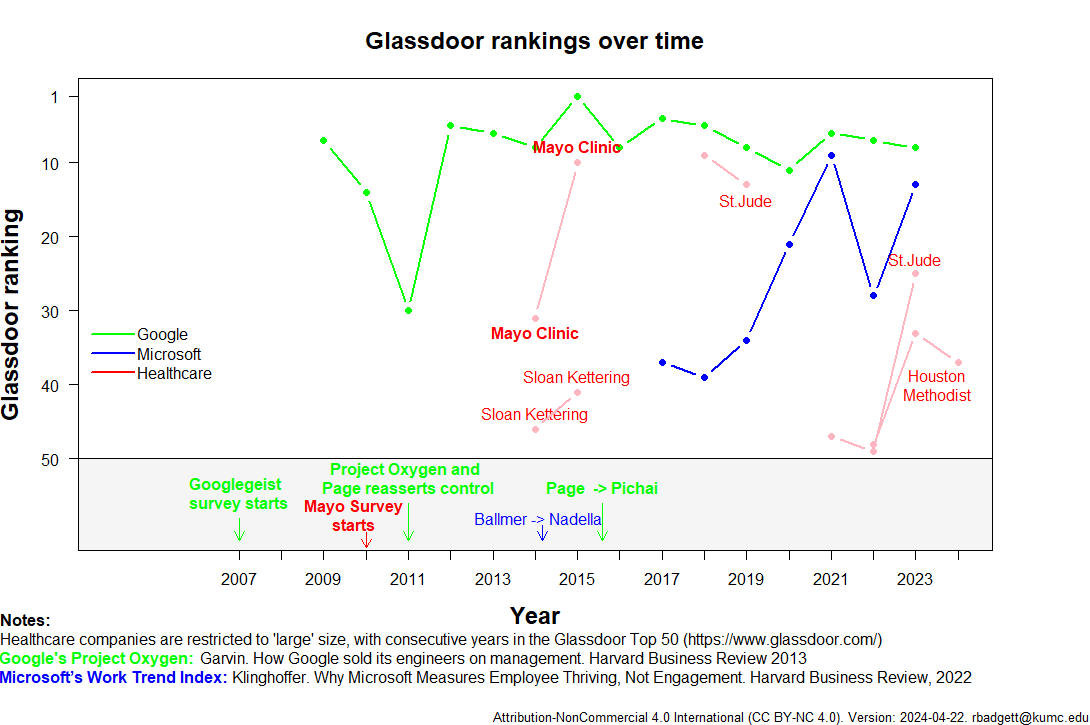 Glassdoor rankings over time
Glassdoor ranking
1
10
20
30
40
50
Mayo Clinic
St.Jude
St.Jude
Mayo Clinic
Google
Microsoft
Healthcare
Sloan Kettering
Sloan Kettering
Houston
Methodist
Googlegeist
survey starts
Project Oxygen and
Page reasserts control
Mayo Survey
starts
Page -> Pichai
Ballmer -> Nadella
2007 2009 2011 2013 2015 2017 2019 2021 2023
Year
Notes:
Healthcare companies are restricted to 'large' size, with consecutive years in the Glassdoor Top 50 (https://www.glassdoor.com/)
Google's Project Oxygen: Garvin. How Google sold its engineers on management. Harvard Business Review 2013
Microsoft’s Work Trend Index: Klinghoffer. Why Microsoft Measures Employee Thriving, Not Engagement. Harvard Business Review, 2022
Attribution-NonCommercial 4.0 International (CC BY-NC 4.0). Version: 2024-04-22. rbadgett@kumc.edu